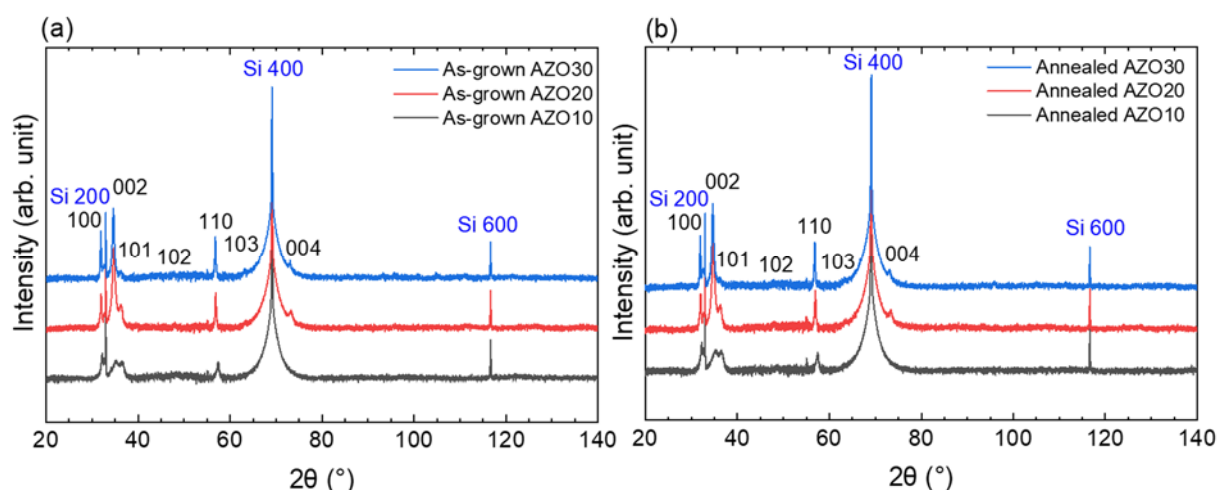 (a)
Intensity (arb. unit)
As-grown AZO30
As-grown AZO20
As-grown AZO10
Si 400
Si 200
002
100
101
102
110
103
004
Si 600
20 40 60 80 100 120 140
2θ (°)
(b)
Intensity (arb. unit)
Annealed AZO30
Annealed AZO20
Annealed AZO10
Si 400
Si 200
002
100
101
102
110
103
004
Si 600
20 40 60 80 100 120 140
2θ (°)